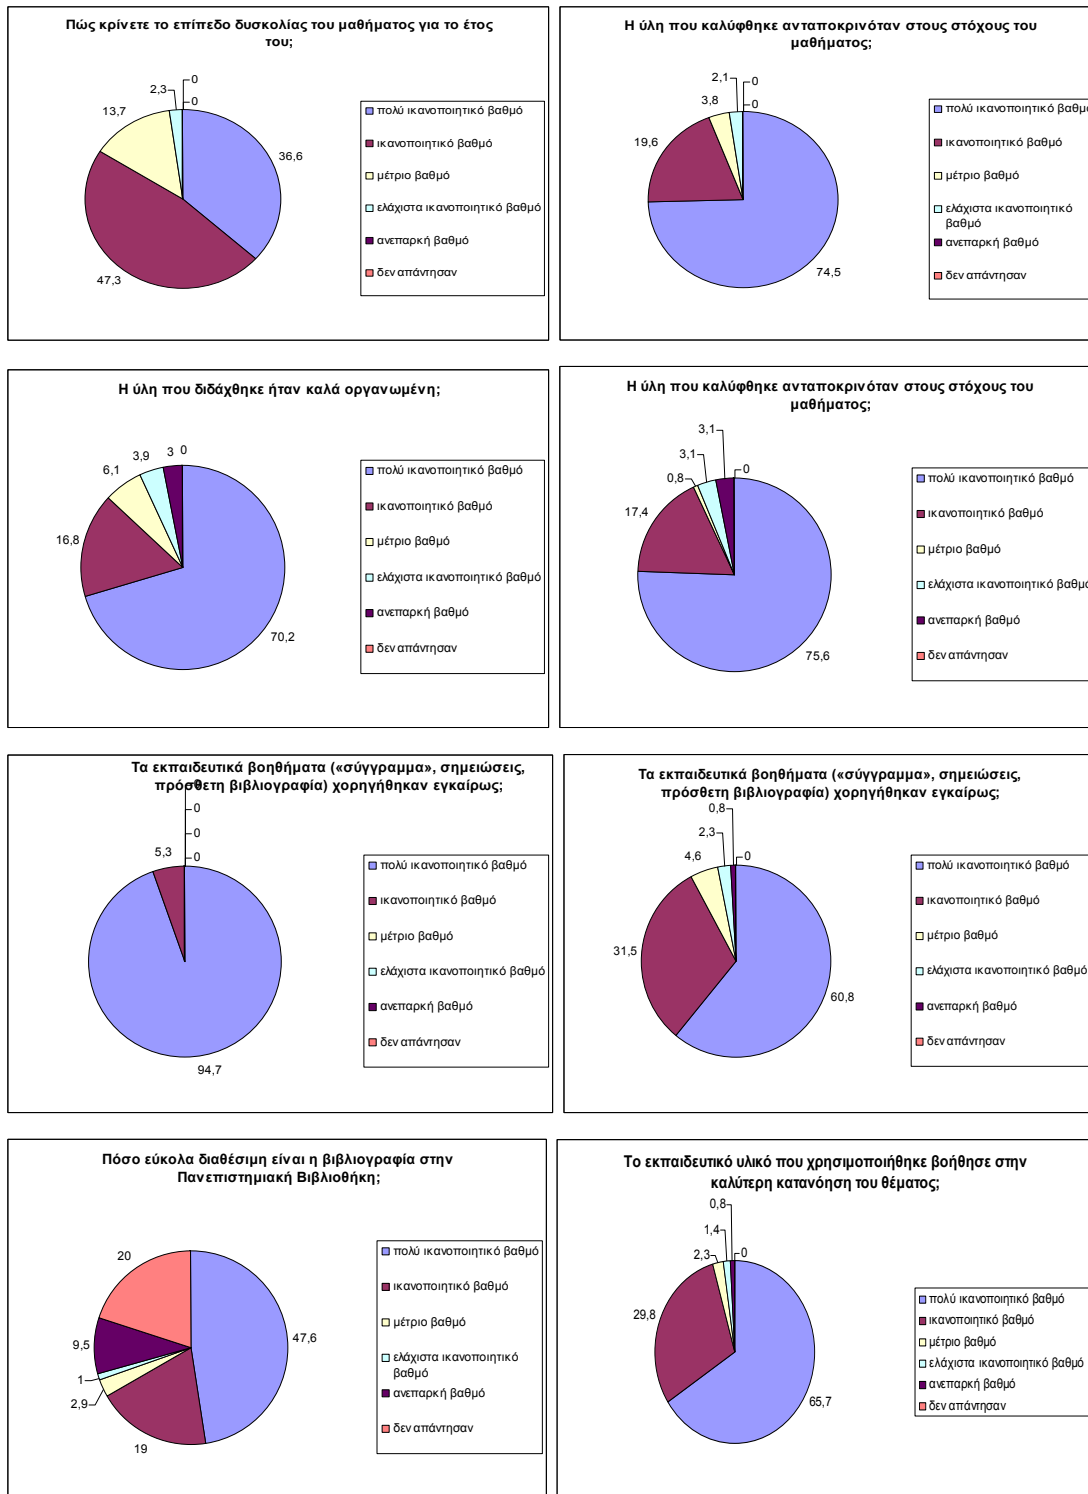 Πώς κρίνετε το επίπεδο δυσκολίας του μαθήματος για το έτος
του;
0
0
2,3
13,7
36,6
47,3
πολύ ικανοποιητικό βαθμό
ικανοποιητικό βαθμό
μέτριο βαθμό
ελάχιστα ικανοποιητικό βαθμό
ανεπαρκή βαθμό
δεν απάντησαν
Η ύλη που καλύφθηκε ανταποκρινόταν στους στόχους του
μαθήματος;
0
0
2,1
3,8
19,6
74,5
πολύ ικανοποιητικό βαθμό
ικανοποιητικό βαθμό
μέτριο βαθμό
ελάχιστα ικανοποιητικό
βαθμό
ανεπαρκή βαθμό
δεν απάντησαν
Η ύλη που διδάχθηκε ήταν καλά οργανωμένη;
0
3
3,9
6,1
16,8
70,2
πολύ ικανοποιητικό βαθμό
ικανοποιητικό βαθμό
μέτριο βαθμό
ελάχιστα ικανοποιητικό βαθμό
ανεπαρκή βαθμό
δεν απάντησαν
Η ύλη που καλύφθηκε ανταποκρινόταν στους στόχους του
μαθήματος;
3,1
3,1
0
0,8
17,4
75,6
πολύ ικανοποιητικό βαθμό
ικανοποιητικό βαθμό
μέτριο βαθμό
ελάχιστα ικανοποιητικό βαθμό
ανεπαρκή βαθμό
δεν απάντησαν
Τα εκπαιδευτικά βοηθήματα («σύγγραμμα», σημειώσεις,
πρόσθετη βιβλιογραφία) χορηγήθηκαν εγκαίρως;
0
0
0
0
5,3
94,7
πολύ ικανοποιητικό βαθμό
ικανοποιητικό βαθμό
μέτριο βαθμό
ελάχιστα ικανοποιητικό βαθμό
ανεπαρκή βαθμό
δεν απάντησαν
Τα εκπαιδευτικά βοηθήματα («σύγγραμμα», σημειώσεις,
πρόσθετη βιβλιογραφία) χορηγήθηκαν εγκαίρως;
0,8
2,3
0
4,6
31,5
60,8
πολύ ικανοποιητικό βαθμό
ικανοποιητικό βαθμό
μέτριο βαθμό
ελάχιστα ικανοποιητικό βαθμό
ανεπαρκή βαθμό
δεν απάντησαν
Πόσο εύκολα διαθέσιμη είναι η βιβλιογραφία στην
Πανεπιστημιακή Βιβλιοθήκη;
20
47,6
9,5
1
2,9
19
πολύ ικανοποιητικό βαθμό
ικανοποιητικό βαθμό
μέτριο βαθμό
ελάχιστα ικανοποιητικό
βαθμό
ανεπαρκή βαθμό
δεν απάντησαν
Το εκπαιδευτικό υλικό που χρησιμοποιήθηκε βοήθησε στην
καλύτερη κατανόηση του θέματος;
0,8
1,4
0
2,3
29,8
65,7
πολύ ικανοποιητικό βαθμό
ικανοποιητικό βαθμό
μέτριο βαθμό
ελάχιστα ικανοποιητικό βαθμό
ανεπαρκή βαθμό
δεν απάντησαν